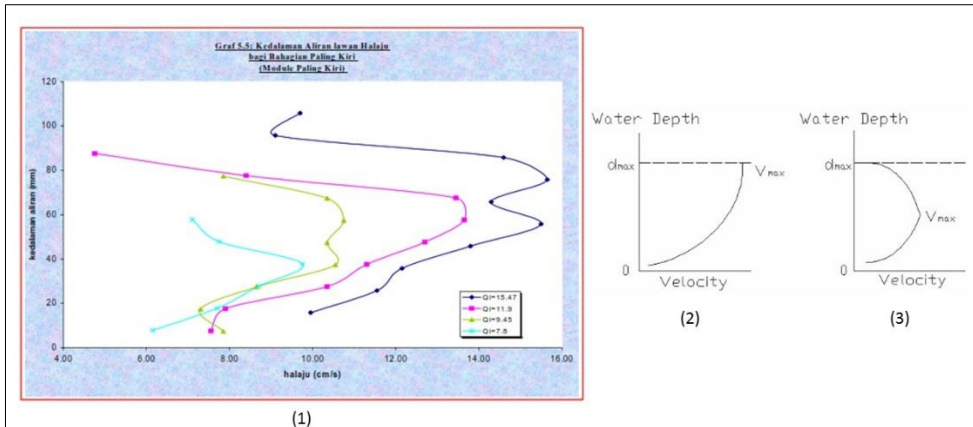 Graf 5.5: Kedalaman Aliran lawan Halaju
bagi Bahagian Paling Kiri
(Module Paling Kiri)
kedalaman aliran (mm)
120
100
80
60
40
20
0
4.00 6.00 8.00 10.00 12.00 14.00 16.00
halaju (cm/s)
QI=15.47
QI=11.9
QI=9.45
QI=7.8
(1)
Water Depth
dmax
Vmax
0
Velocity
(2)
Water Depth
dmax
Vmax
0
Velocity
(3)